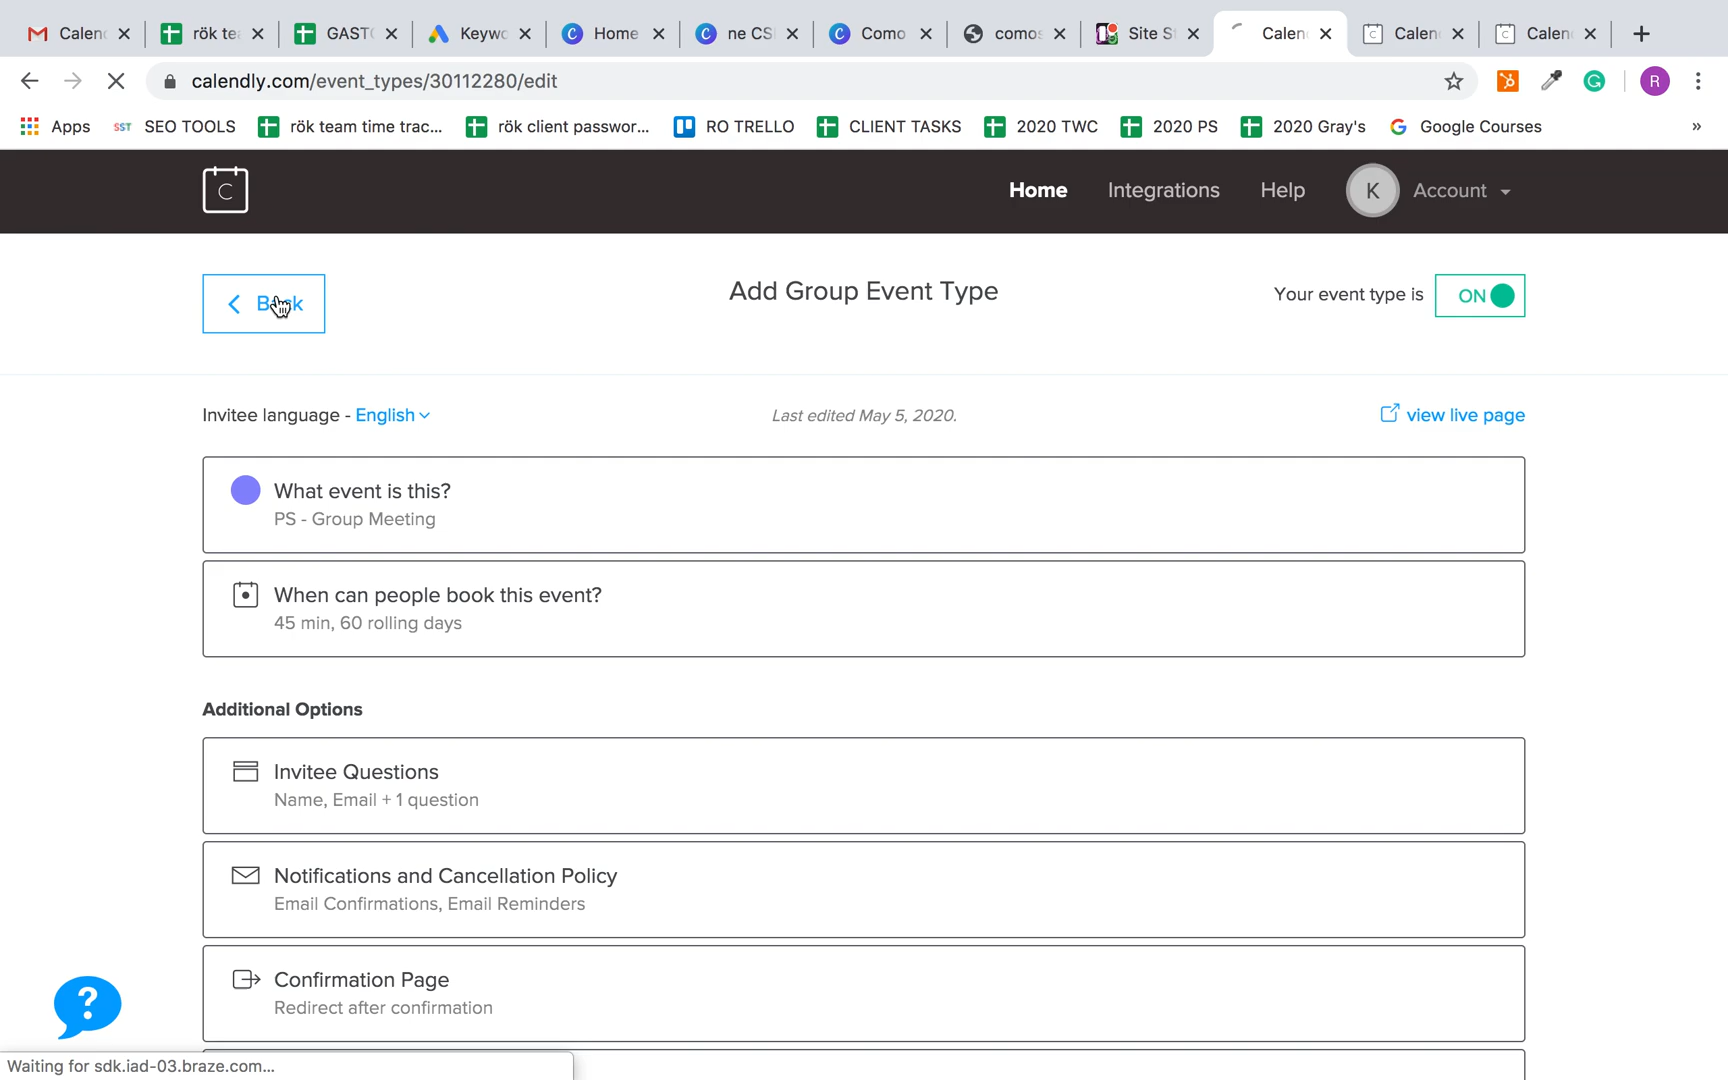 Calen rök te GAST Keyw Home ne CS Como como Site S Calen Calen Calen
calendly.com/event_types/30112280/edit R
Apps SST SEO TOOLS rök team time trac... rök client passwor... RO TRELLO CLIENT TASKS 2020 TWC 2020 PS 2020 Gray's Google Courses »
C Home Integrations Help K Account
Back Add Group Event Type Your event type is ON
Invitee language - English Last edited May 5, 2020. view live page
What event is this?
PS - Group Meeting
When can people book this event?
45 min, 60 rolling days
Additional Options
Invitee Questions
Name, Email + 1 question
Notifications and Cancellation Policy
Email Confirmations, Email Reminders
Confirmation Page
Redirect after confirmation
?
Waiting for sdk.iad-03.braze.com...